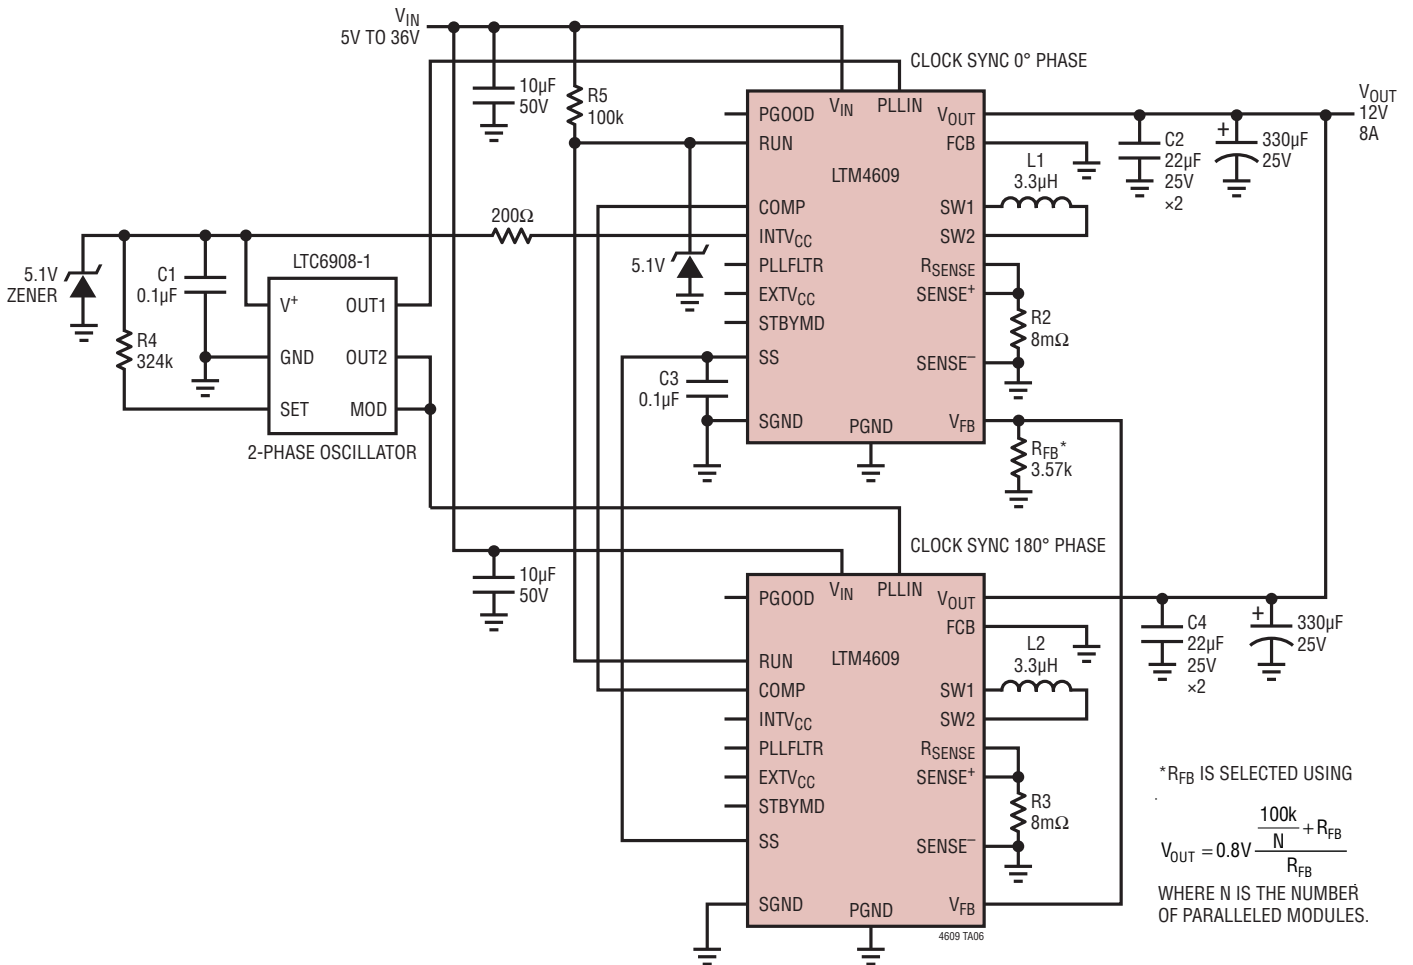 VIN
5V TO 36V
10µF
50V
R5
100k
CLOCK SYNC 0° PHASE
VOUT
12V
8A
PGOOD
VIN
PLLIN
VOUT
RUN
FCB
LTM4609
L1
3.3µH
C2
22µF
25V
×2
+
330µF
25V
COMP
SW1
200Ω
INTVCC
SW2
5.1V
ZENER
C1
0.1µF
LTC6908-1
5.1V
PLLFLTR
RSENSE
EXTVCC
SENSE+
STBYMD
R2
8mΩ
V+
OUT1
R4
324k
GND
OUT2
SS
SENSE–
C3
0.1µF
SET
MOD
SGND
PGND
VFB
2-PHASE OSCILLATOR
RFB*
3.57k
CLOCK SYNC 180° PHASE
10µF
50V
PGOOD
VIN
PLLIN
VOUT
FCB
RUN
LTM4609
L2
3.3µH
C4
22µF
25V
×2
+
330µF
25V
COMP
SW1
INTVCC
SW2
PLLFLTR
RSENSE
EXTVCC
SENSE+
STBYMD
R3
8mΩ
SS
SENSE–
SGND
PGND
VFB
4609 TA06
*RFB IS SELECTED USING
100k
N
+ RFB
VOUT = 0.8V
RFB
WHERE N IS THE NUMBER
OF PARALLELED MODULES.